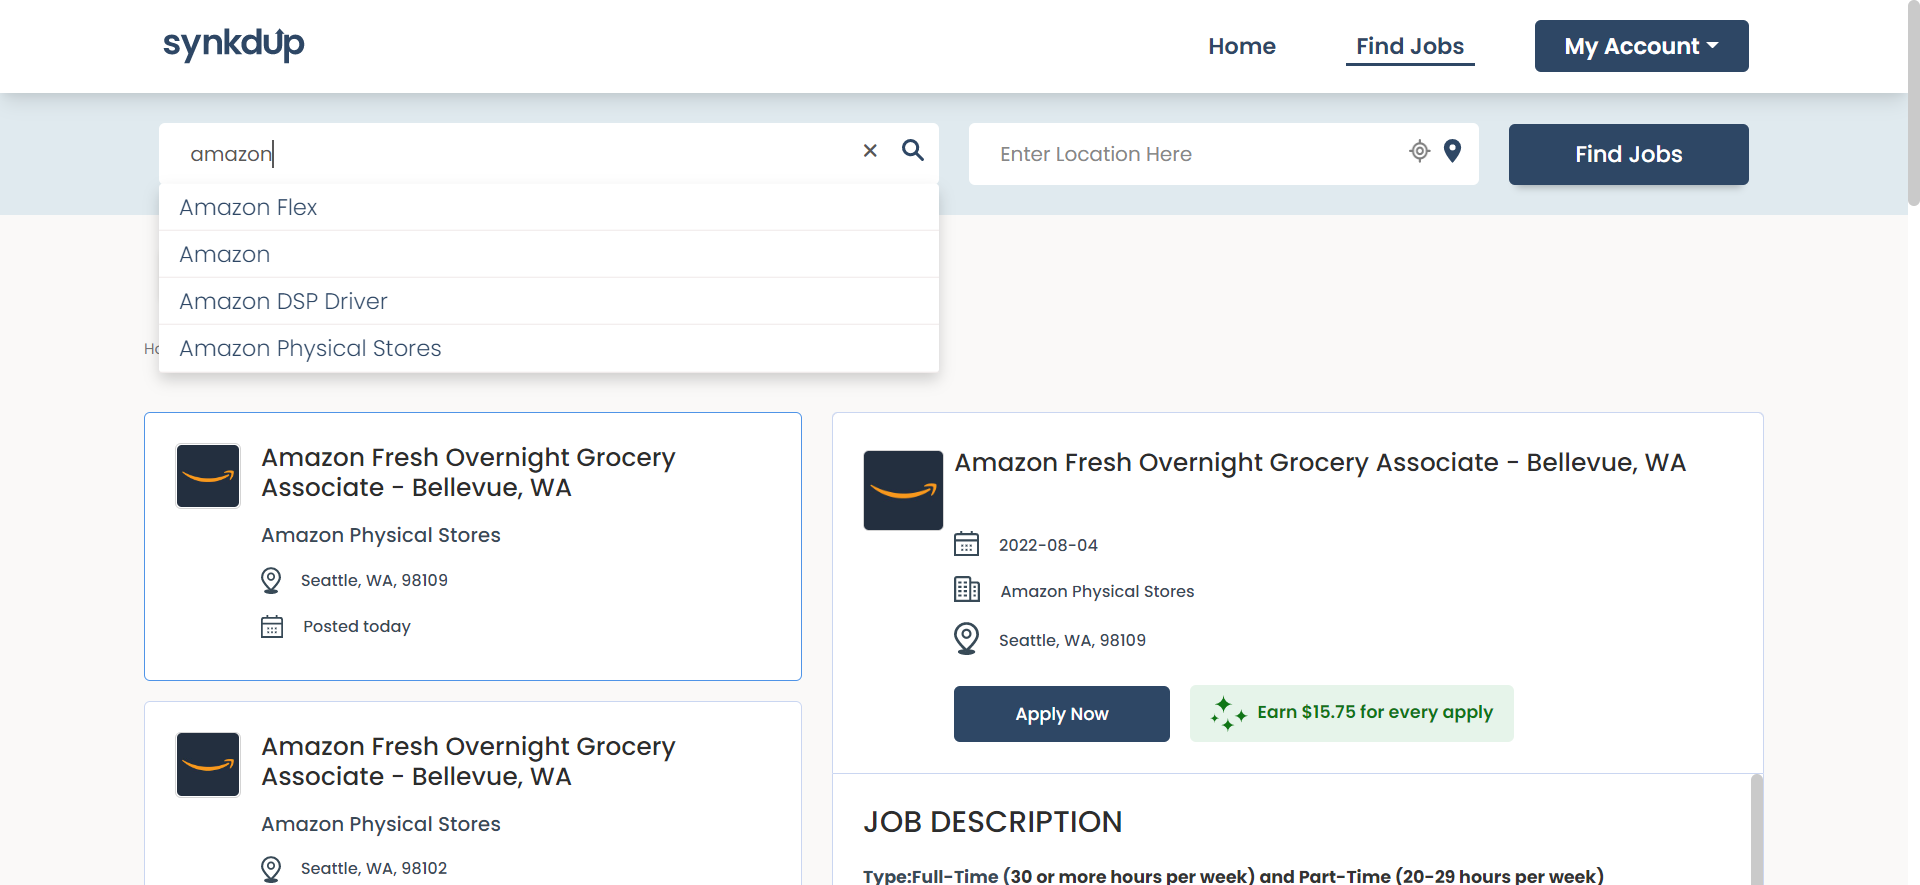 synkdup
Home
Find Jobs
My Account
amazon
Enter Location Here
Find Jobs
Amazon Flex
Amazon
Amazon DSP Driver
Amazon Physical Stores
Amazon Fresh Overnight Grocery
Associate - Bellevue, WA
Amazon Physical Stores
Seattle, WA, 98109
Posted today
Amazon Fresh Overnight Grocery
Associate - Bellevue, WA
Amazon Physical Stores
Seattle, WA, 98102
Amazon Fresh Overnight Grocery Associate - Bellevue, WA
2022-08-04
Amazon Physical Stores
Seattle, WA, 98109
Apply Now
Earn $15.75 for every apply
JOB DESCRIPTION
Type:Full-Time (30 or more hours per week) and Part-Time (20-29 hours per week)